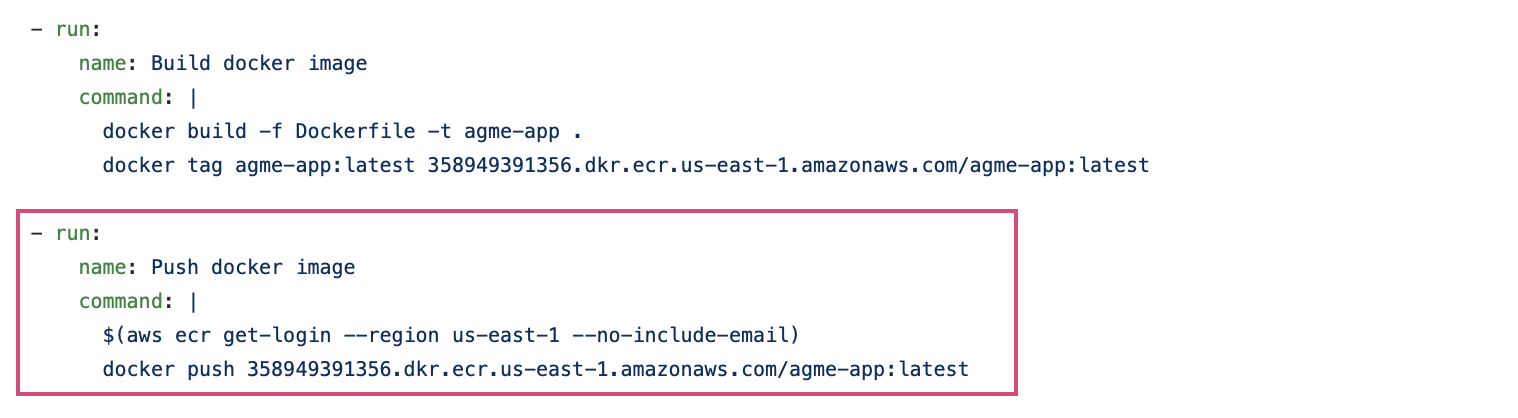 - run:
name: Build docker image
command: |
docker build -f Dockerfile -t agme-app .
docker tag agme-app:latest 358949391356.dkr.ecr.us-east-1.amazonaws.com/agme-app:latest
- run:
name: Push docker image
command: |
$(aws ecr get-login --region us-east-1 --no-include-email)
docker push 358949391356.dkr.ecr.us-east-1.amazonaws.com/agme-app:latest